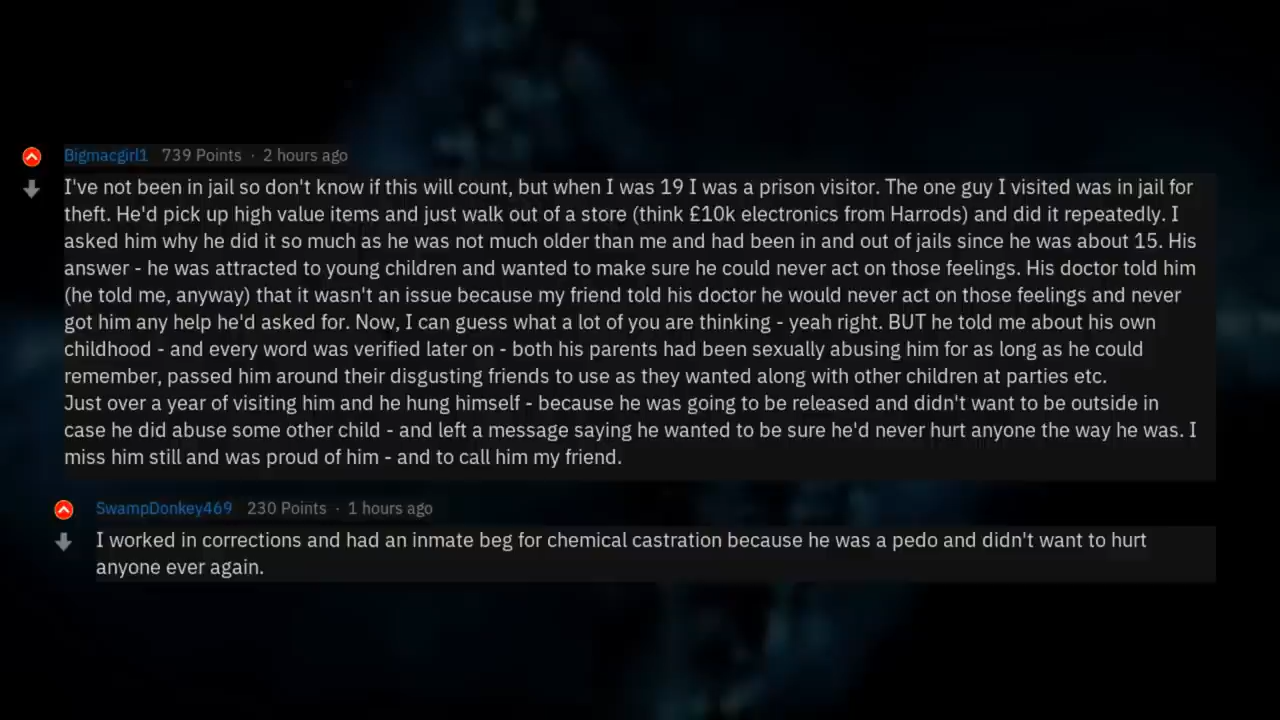 Bigmacgirl1 739 Points · 2 hours ago
I've not been in jail so don't know if this will count, but when I was 19 I was a prison visitor. The one guy I visited was in jail for
theft. He'd pick up high value items and just walk out of a store (think £10k electronics from Harrods) and did it repeatedly. I
asked him why he did it so much as he was not much older than me and had been in and out of jails since he was about 15. His
answer - he was attracted to young children and wanted to make sure he could never act on those feelings. His doctor told him
(he told me, anyway) that it wasn't an issue because my friend told his doctor he would never act on those feelings and never
got him any help he'd asked for. Now, I can guess what a lot of you are thinking - yeah right. BUT he told me about his own
childhood - and every word was verified later on - both his parents had been sexually abusing him for as long as he could
remember, passed him around their disgusting friends to use as they wanted along with other children at parties etc.
Just over a year of visiting him and he hung himself - because he was going to be released and didn't want to be outside in
case he did abuse some other child - and left a message saying he wanted to be sure he'd never hurt anyone the way he was. I
miss him still and was proud of him - and to call him my friend.
SwampDonkey469 230 Points · 1 hours ago
I worked in corrections and had an inmate beg for chemical castration because he was a pedo and didn't want to hurt
anyone ever again.